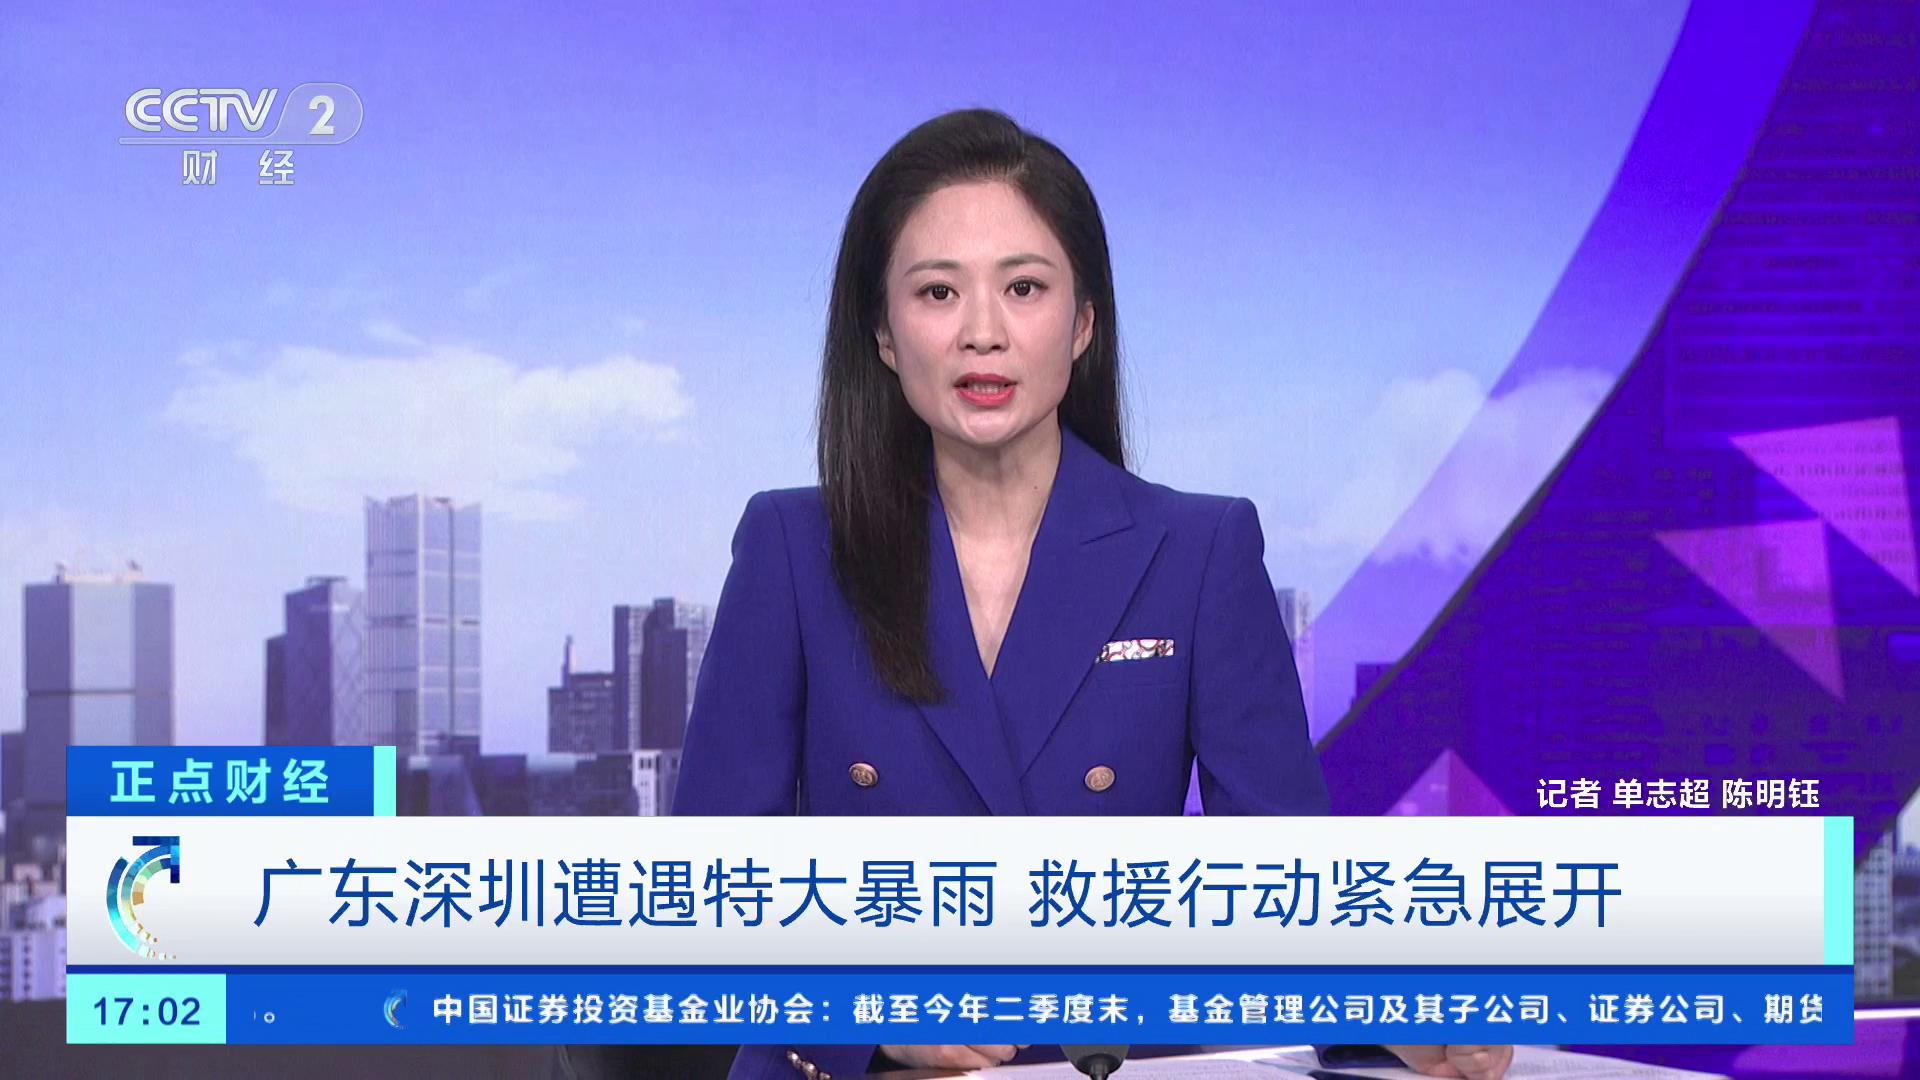 CCTV 2
财经
正点财经
记者 单志超 陈明钰
广东深圳遭遇特大暴雨 救援行动紧急展开
17:02
。 中国证券投资基金业协会：截至今年二季度末，基金管理公司及其子公司、证券公司、期货